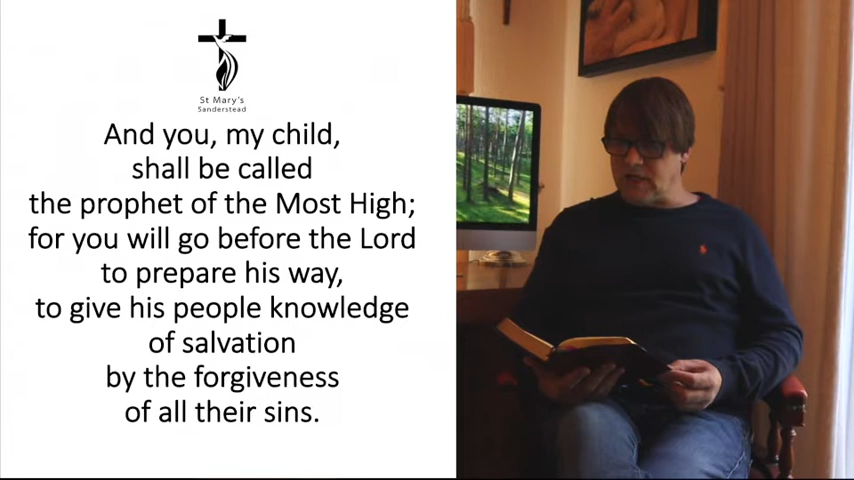 St Mary's
Sanderstead
And you, my child,
shall be called
the prophet of the Most High;
for you will go before the Lord
to prepare his way,
to give his people knowledge
of salvation
by the forgiveness
of all their sins.